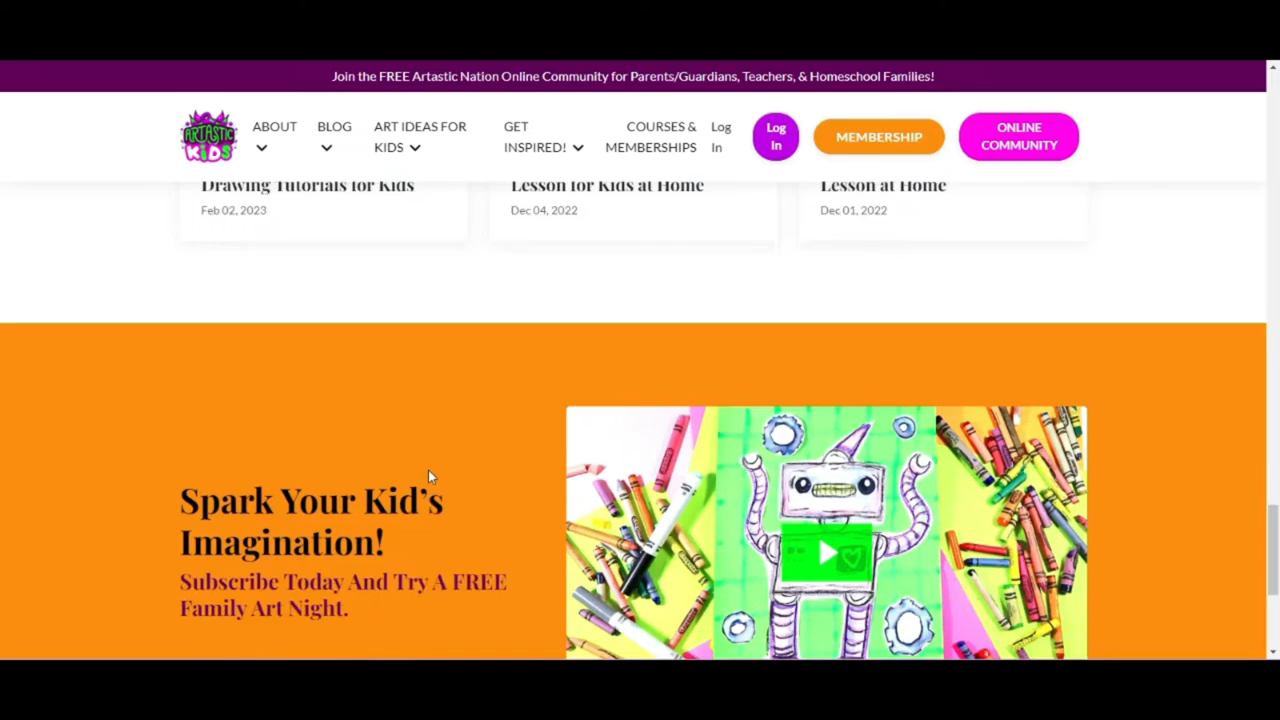 Join the FREE Artastic Nation Online Community for Parents/Guardians, Teachers, & Homeschool Families!
ARTASTIC
KiDS
ABOUT
BLOG
ART IDEAS FOR
KIDS
GET
INSPIRED!
COURSES &
MEMBERSHIPS
Log
In
Log
In
MEMBERSHIP
ONLINE
COMMUNITY
Drawing Tutorials for Kids
Feb 02, 2023
Lesson for Kids at Home
Dec 04, 2022
Lesson at Home
Dec 01, 2022
Spark Your Kid’s
Imagination!
Subscribe Today And Try A FREE
Family Art Night.